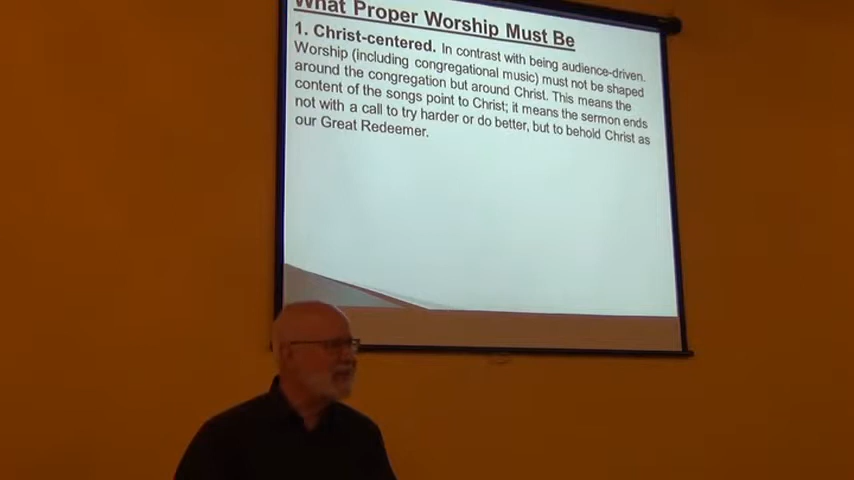 What Proper Worship Must Be
1. Christ-centered. In contrast with being audience-driven.
Worship (including congregational music) must not be shaped
around the congregation but around Christ. This means the
content of the songs point to Christ; it means the sermon ends
not with a call to try harder or do better, but to behold Christ as
our Great Redeemer.